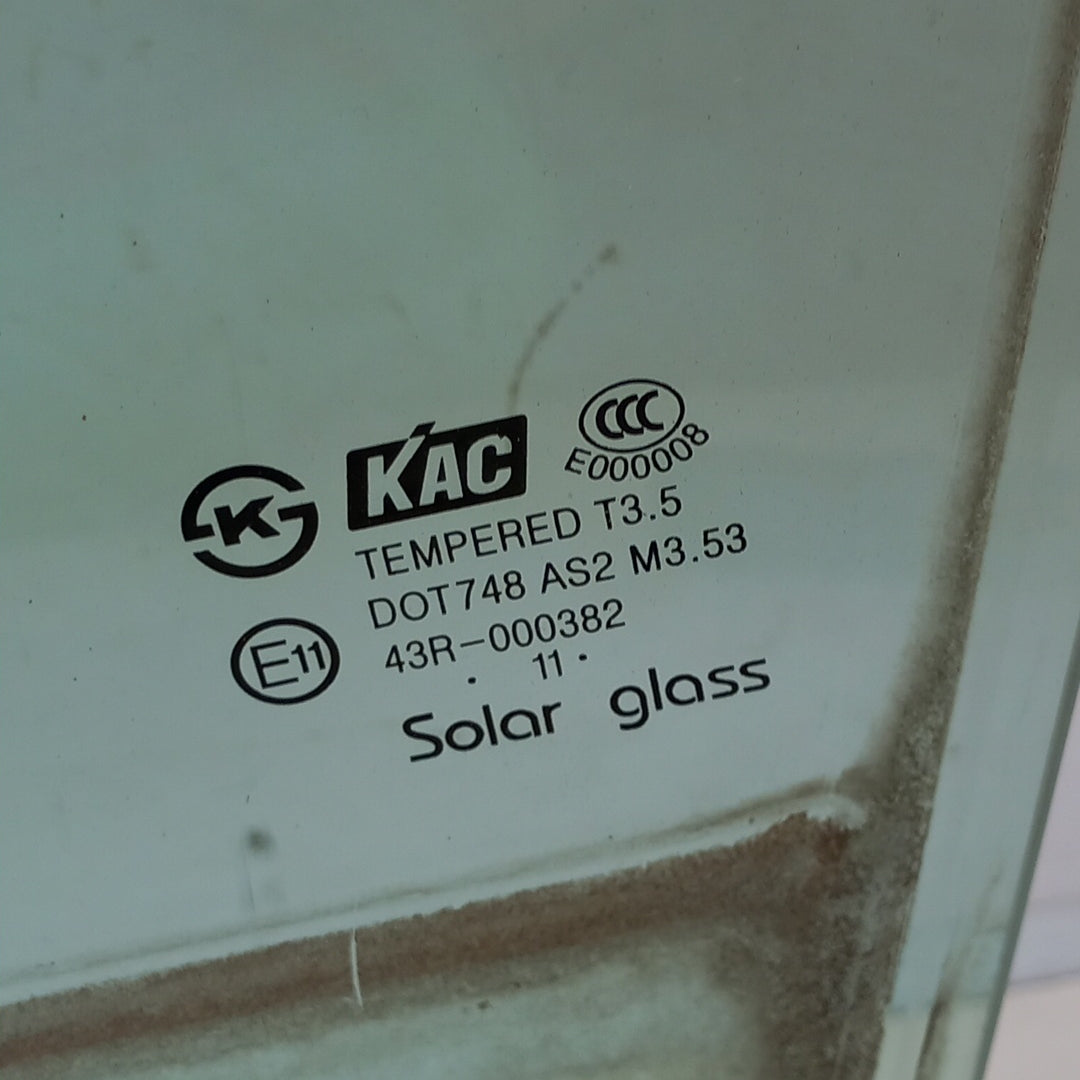 KAC
CCC
E000008
K
TEMPERED T3.5
DOT748 AS2 M3.53
E11
43R-000382
. 11 .
Solar glass